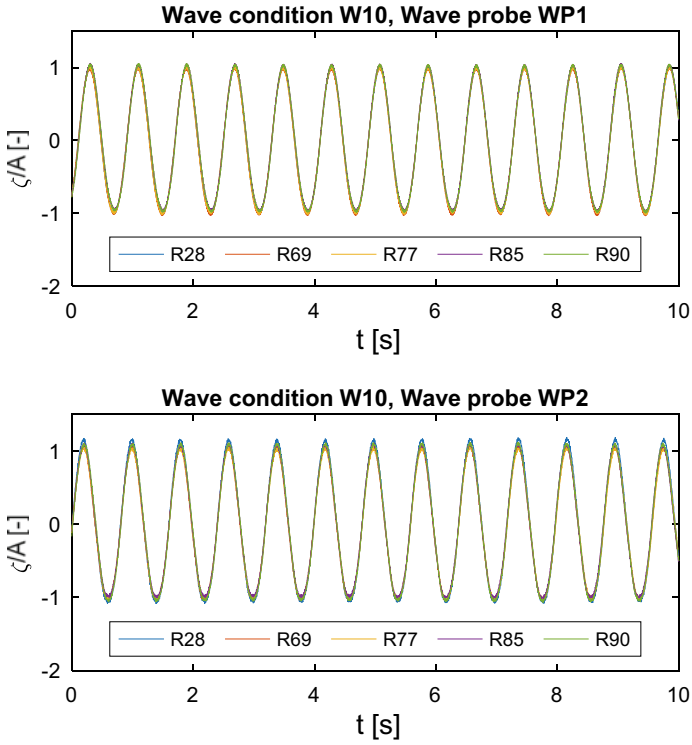 Wave condition W10, Wave probe WP1
1
0
-1
-2
ζ/A [-]
R28 R69 R77 R85 R90
0 2 4 6 8 10
t [s]
Wave condition W10, Wave probe WP2
1
0
-1
-2
ζ/A [-]
R28 R69 R77 R85 R90
0 2 4 6 8 10
t [s]